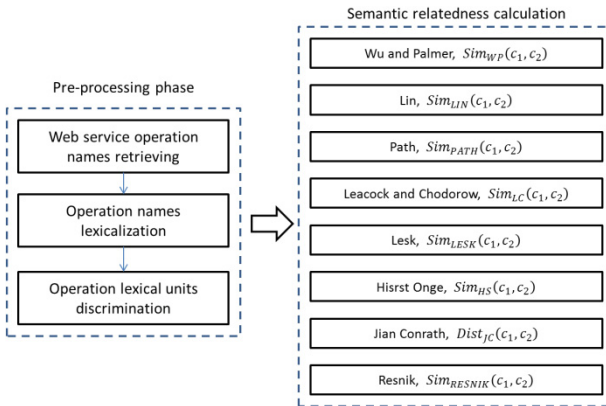 Pre-processing phase
Web service operation
names retrieving
Operation names
lexicalization
Operation lexical units
discrimination
Semantic relatedness calculation
Wu and Palmer, Sim_WP(c_1, c_2)
Lin, Sim_LIN(c_1, c_2)
Path, Sim_PATH(c_1, c_2)
Leacock and Chodorow, Sim_LC(c_1, c_2)
Lesk, Sim_LESK(c_1, c_2)
Hisrst Onge, Sim_HS(c_1, c_2)
Jian Conrath, Dist_JC(c_1, c_2)
Resnik, Sim_RESNIK(c_1, c_2)